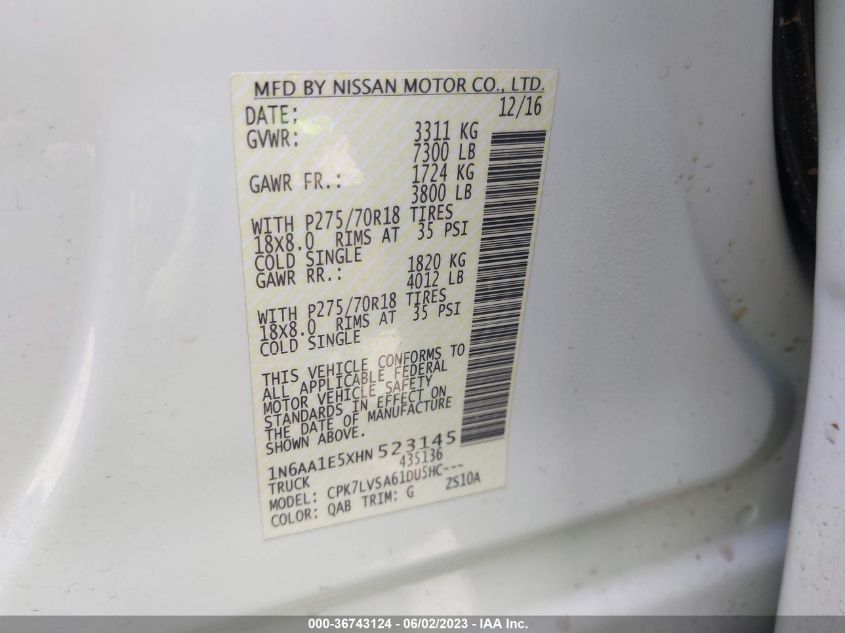 MFD BY NISSAN MOTOR CO., LTD.
DATE: 12/16
GVWR: 3311 KG
7300 LB
GAWR FR.: 1724 KG
3800 LB
WITH P275/70R18 TIRES
18X8.0 RIMS AT 35 PSI
COLD SINGLE
GAWR RR.: 1820 KG
4012 LB
WITH P275/70R18 TIRES
18X8.0 RIMS AT 35 PSI
COLD SINGLE
THIS VEHICLE CONFORMS TO
ALL APPLICABLE FEDERAL
MOTOR VEHICLE SAFETY
STANDARDS IN EFFECT ON
THE DATE OF MANUFACTURE
SHOWN ABOVE.
1N6AA1E5XHN 523145
TRUCK 435136
MODEL: CPK7LVSA61DU5HC---
COLOR: QAB TRIM: G ZS10A
000-36743124 - 06/02/2023 - IAA Inc.